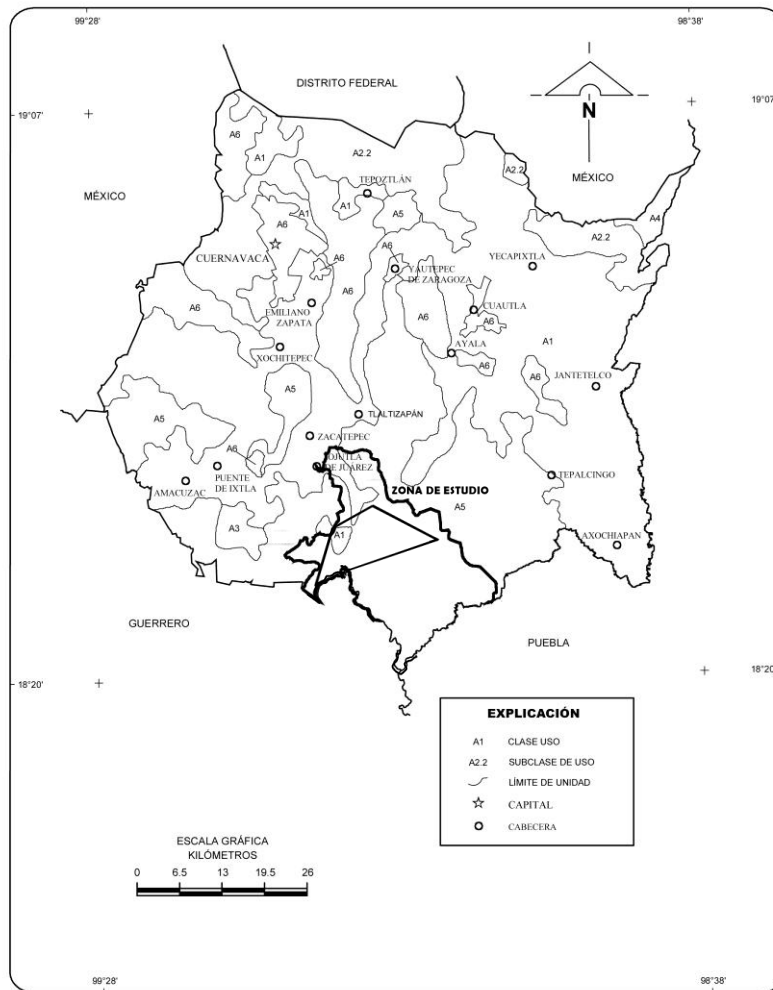 99°28'
98°38'
19°07'
19°07'
DISTRITO FEDERAL
N
A6
A1
A2.2
A2.2
MÉXICO
MÉXICO
TEPOZTLÁN
A1
A5
A4
A2.2
A1
A6
CUERNAVACA
A6
A6
YAUTEPEC
DE ZARAGOZA
YECAPIXTLA
A6
A6
EMILIANO
ZAPATA
A6
CUAUTLA
A6
A1
XOCHITEPEC
AYALA
A6
A6
JANTETELCO
A5
A5
TLALTIZAPÁN
ZACATEPEC
A6
PUENTE
DE IXTLA
JOJUTLA
DE JUÁREZ
AMACUZAC
TEPALCINGO
ZONA DE ESTUDIO
A5
A3
A1
AXOCHIAPAN
GUERRERO
PUEBLA
18°20'
18°20'
EXPLICACIÓN
A1 CLASE USO
A2.2 SUBCLASE DE USO
LÍMITE DE UNIDAD
CAPITAL
CABECERA
ESCALA GRÁFICA
KILÓMETROS
0 6.5 13 19.5 26
99°28'
98°38'